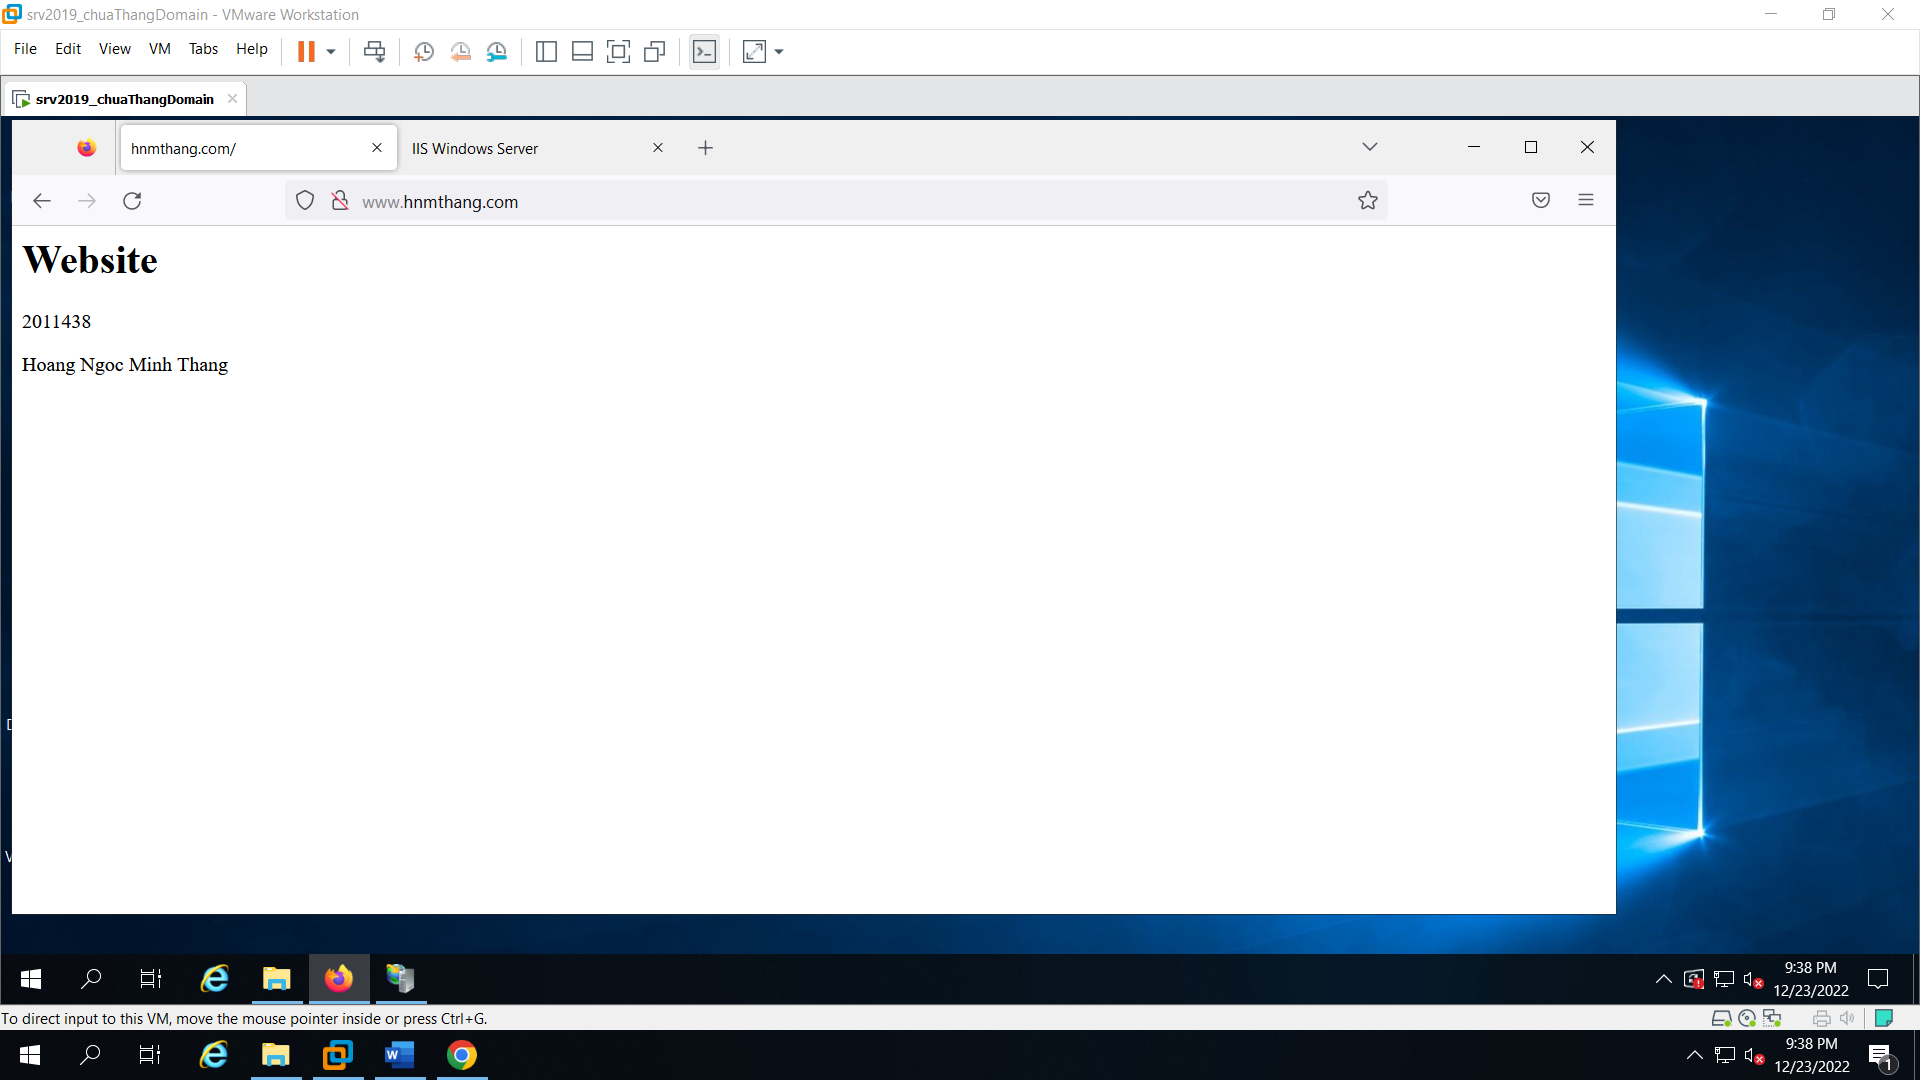 srv2019_chuaThangDomain - VMware Workstation
File Edit View VM Tabs Help
srv2019_chuaThangDomain
hnmthang.com/
IIS Windows Server
www.hnmthang.com
Website
2011438
Hoang Ngoc Minh Thang
9:38 PM
12/23/2022
To direct input to this VM, move the mouse pointer inside or press Ctrl+G.
9:38 PM
12/23/2022
1